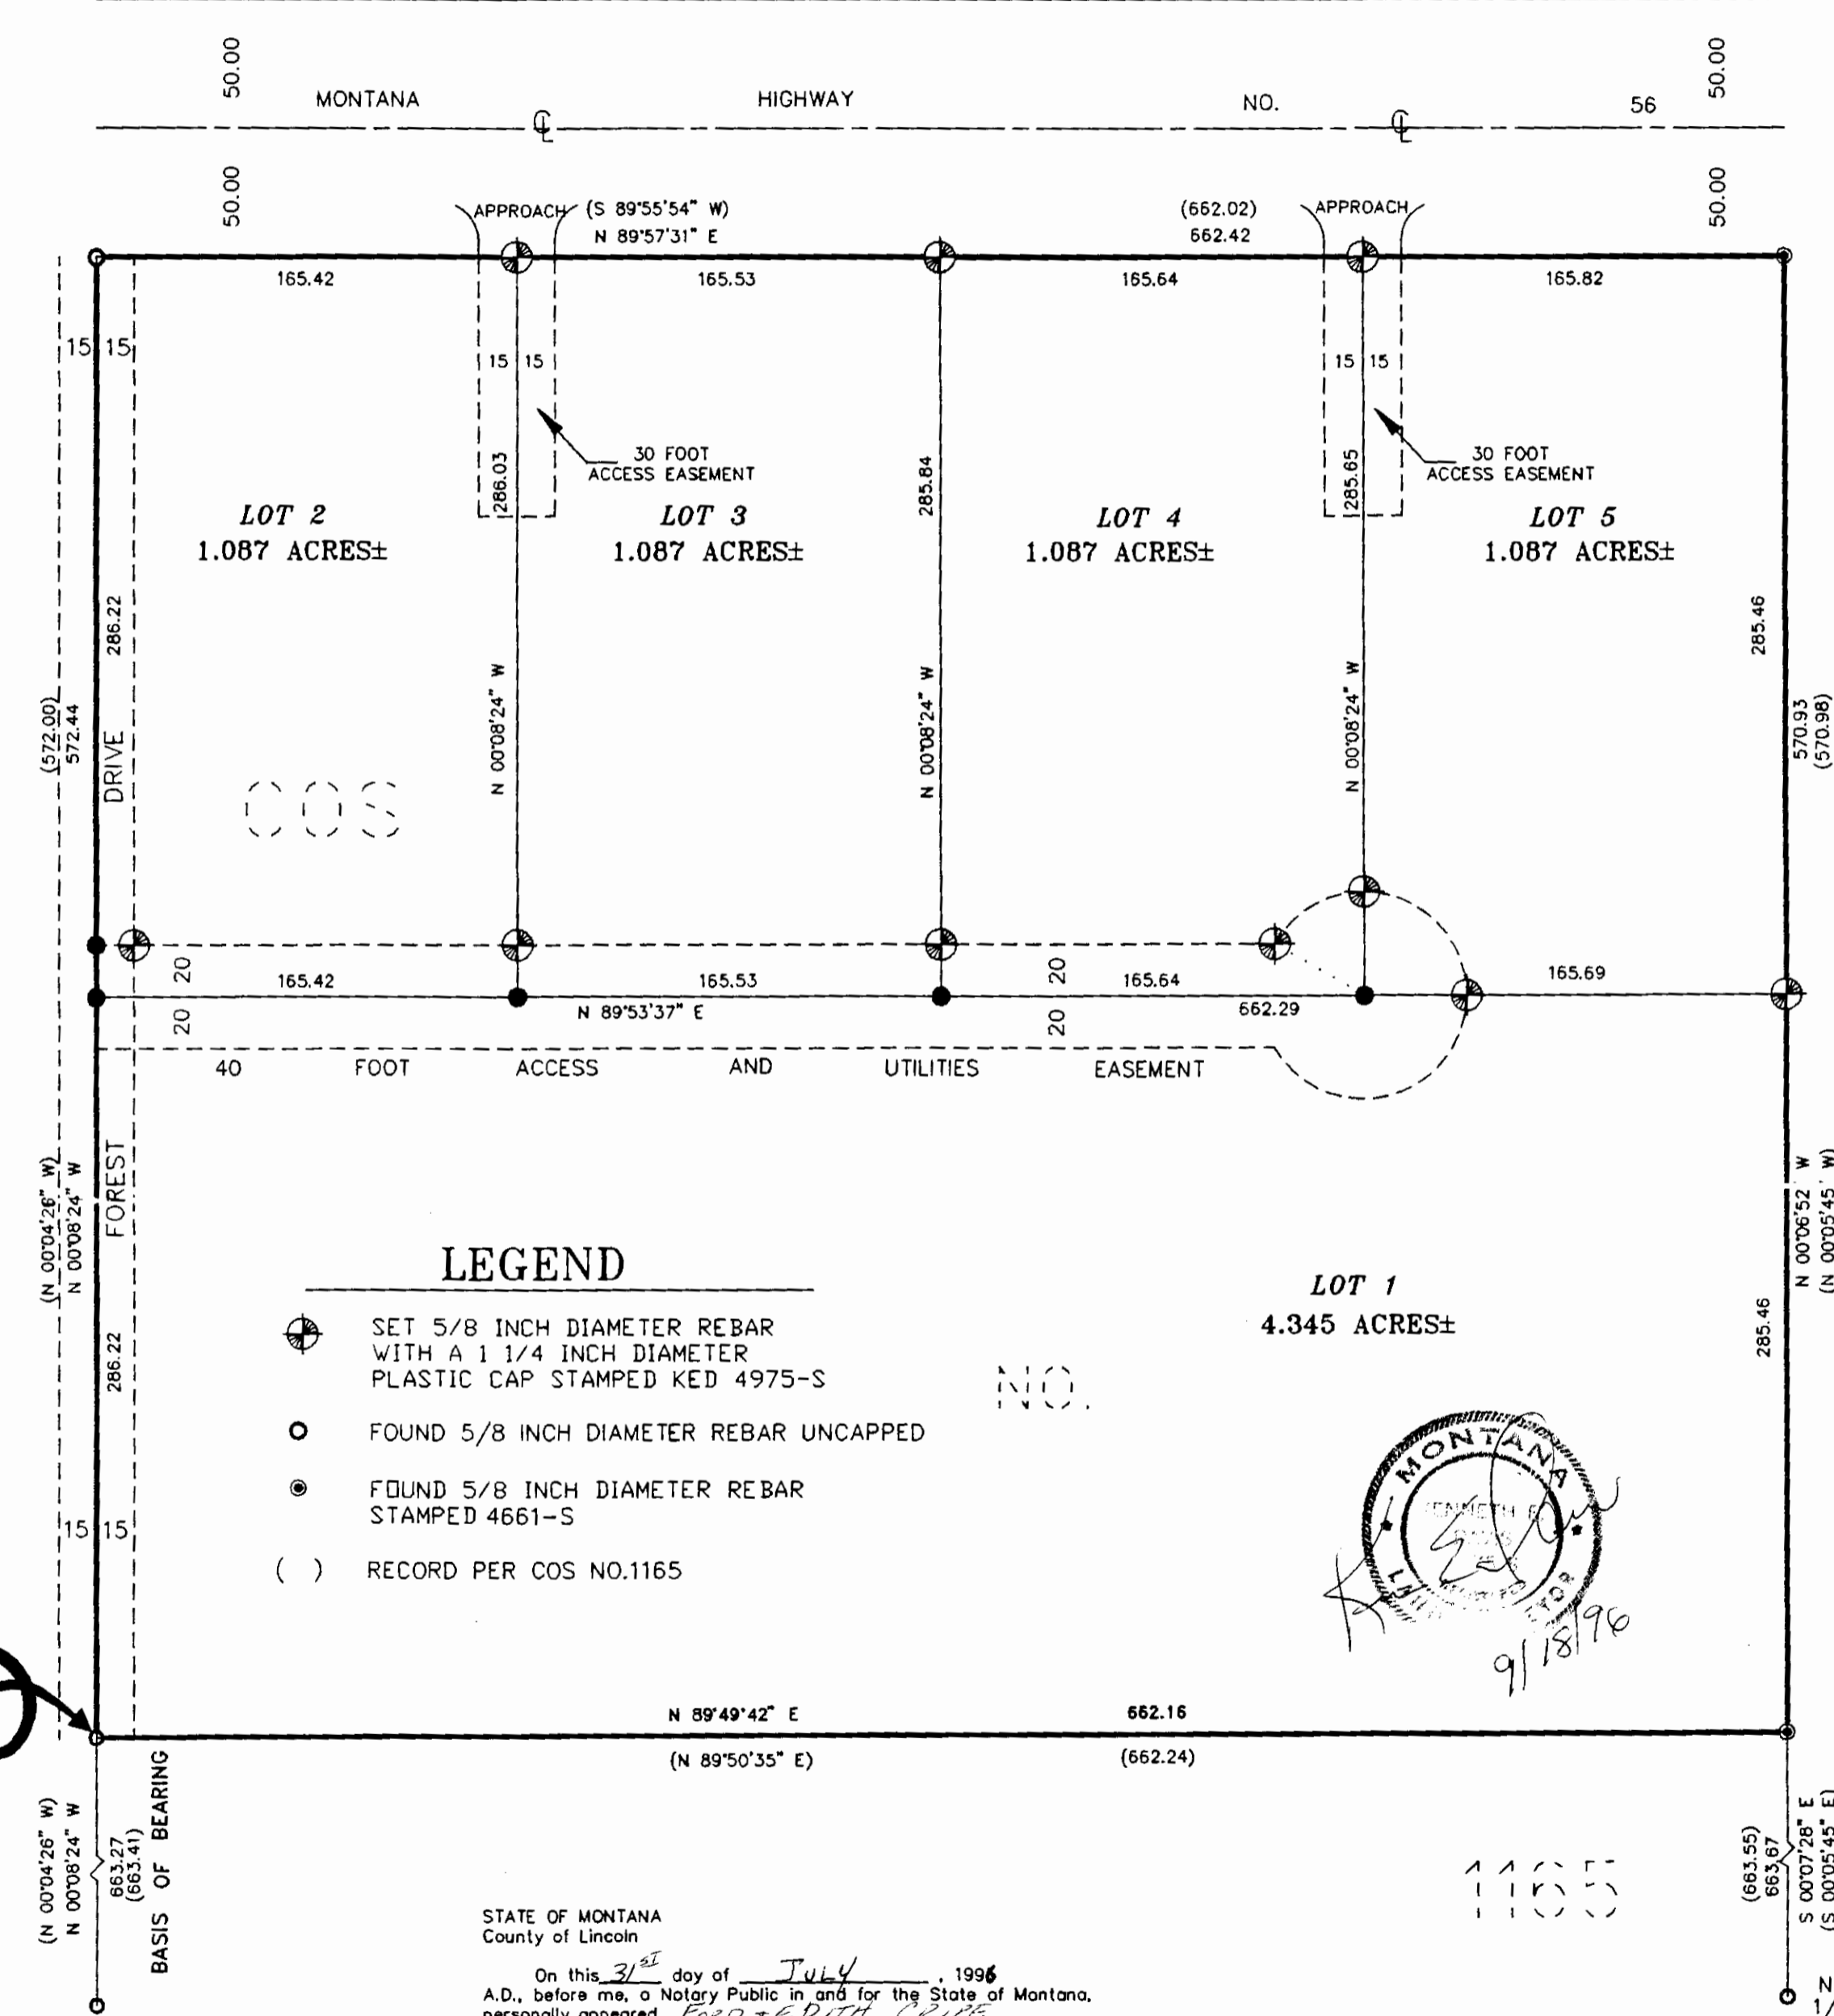 50.00
50.00
MONTANA HIGHWAY NO. 56
50.00
50.00
APPROACH (S 89°55'54" W) (662.02) APPROACH
N 89°57'31" E 662.42
165.42 165.53 165.64 165.82
15 15
15 15
15 15
30 FOOT
ACCESS EASEMENT
30 FOOT
ACCESS EASEMENT
286.03
285.84
285.65
LOT 2
1.087 ACRES±
LOT 3
1.087 ACRES±
LOT 4
1.087 ACRES±
LOT 5
1.087 ACRES±
286.22
285.46
N 00°08'24" W
N 00°08'24" W
N 00°08'24" W
(572.00)
572.44
570.93
(570.98)
DRIVE
COS
20
165.42 165.53
20
165.64 165.69
N 89°53'37" E 662.29
20
20
40 FOOT ACCESS AND UTILITIES EASEMENT
FOREST
(N 00°04'26" W)
N 00°08'24" W
N 00°06'52" W
(N 00°05'45" W)
286.22
285.46
LEGEND
SET 5/8 INCH DIAMETER REBAR
WITH A 1 1/4 INCH DIAMETER
PLASTIC CAP STAMPED KED 4975-S
FOUND 5/8 INCH DIAMETER REBAR UNCAPPED
FOUND 5/8 INCH DIAMETER REBAR
STAMPED 4661-S
( ) RECORD PER COS NO.1165
LOT 1
4.345 ACRES±
NO.
MONTANA
KENNETH E.
9/18/96
15 15
N 89°49'42" E 662.16
(N 89°50'35" E) (662.24)
BASIS OF BEARING
(N 00°04'26" W)
N 00°08'24" W
663.27
(663.41)
1165
(663.55)
663.67
S 00°07'28" E
(S 00°05'45" E)
STATE OF MONTANA
County of Lincoln
On this 31ST day of JULY, 1996
A.D., before me, a Notary Public in and for the State of Montana,
personally appeared FORD + EDITH CRIPE
N
1/